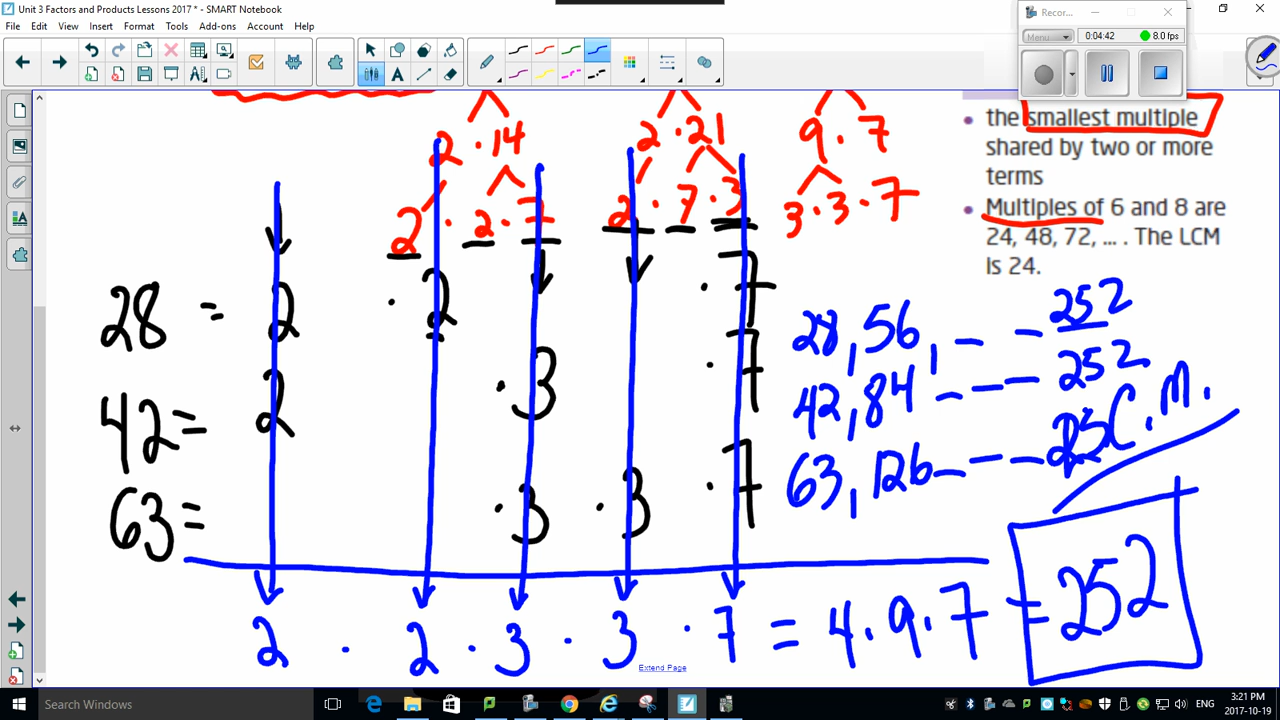 Unit 3 Factors and Products Lessons 2017 * - SMART Notebook
File Edit View Insert Format Tools Add-ons Account Help
Recor...
Menu 0:04:42 8.0 fps
2 · 14
2 · 21
9 · 7
2 · 2 · 7
2 · 7 · 3
3 · 3 · 7
the smallest multiple
shared by two or more
terms
Multiples of 6 and 8 are
24, 48, 72, ... . The LCM
is 24.
28 = 2 · 2 · 7
42 = 2 · 3 · 7
63 = · 3 · 3 · 7
28, 56, _ _ 252
42, 84 _ _ _ 252
63, 126 _ _ _ 25
C.M.
2 · 2 · 3 · 3 · 7 = 4 · 9 · 7 = 252
Extend Page
Search Windows
ENG
3:21 PM
2017-10-19